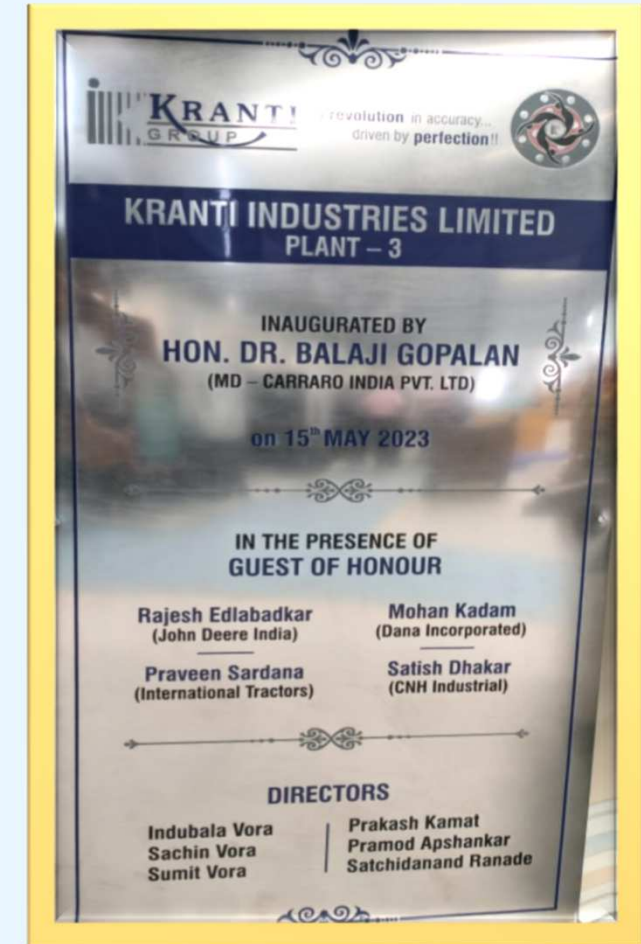 KRANTI
GROUP
revolution in accuracy...
driven by perfection!!
KRANTI INDUSTRIES LIMITED
PLANT – 3
INAUGURATED BY
HON. DR. BALAJI GOPALAN
(MD – CARRARO INDIA PVT. LTD)
on 15th MAY 2023
IN THE PRESENCE OF
GUEST OF HONOUR
Rajesh Edlabadkar
(John Deere India)
Mohan Kadam
(Dana Incorporated)
Praveen Sardana
(International Tractors)
Satish Dhakar
(CNH Industrial)
DIRECTORS
Indubala Vora
Sachin Vora
Sumit Vora
Prakash Kamat
Pramod Apshankar
Satchidanand Ranade